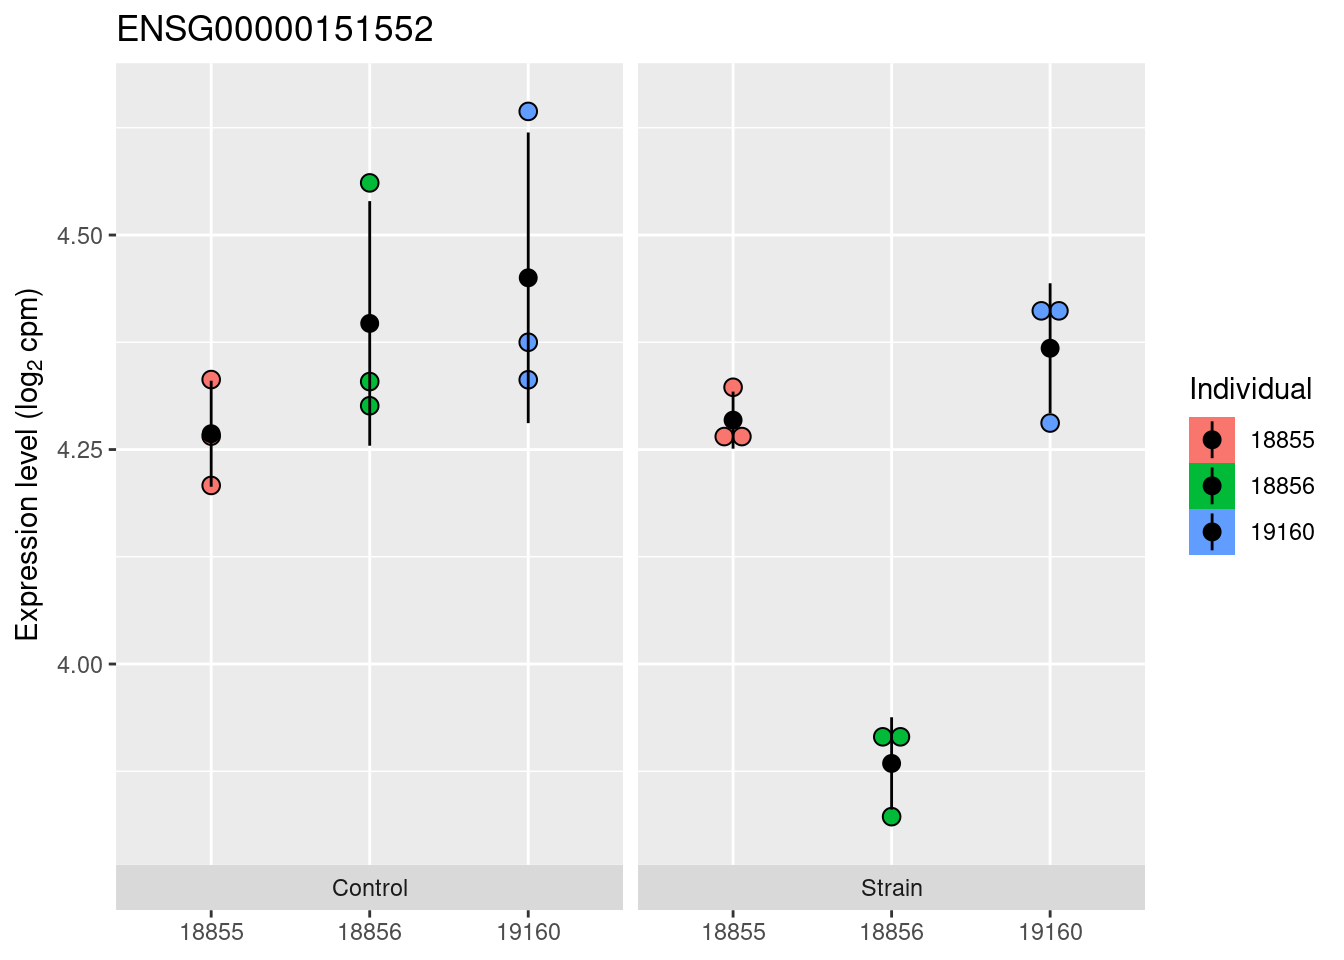 ENSG00000151552
Expression level (log₂ cpm)
4.50
4.25
4.00
Control
Strain
18855
18856
19160
18855
18856
19160
Individual
18855
18856
19160